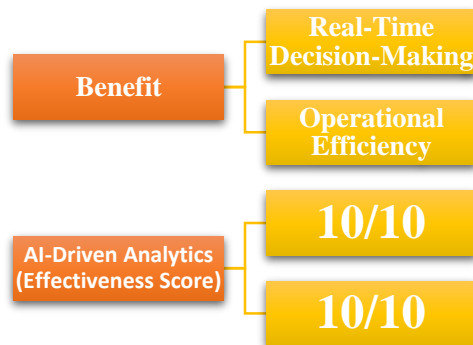 Real-Time
Decision-Making
Benefit
Operational
Efficiency
10/10
AI-Driven Analytics
(Effectiveness Score)
10/10